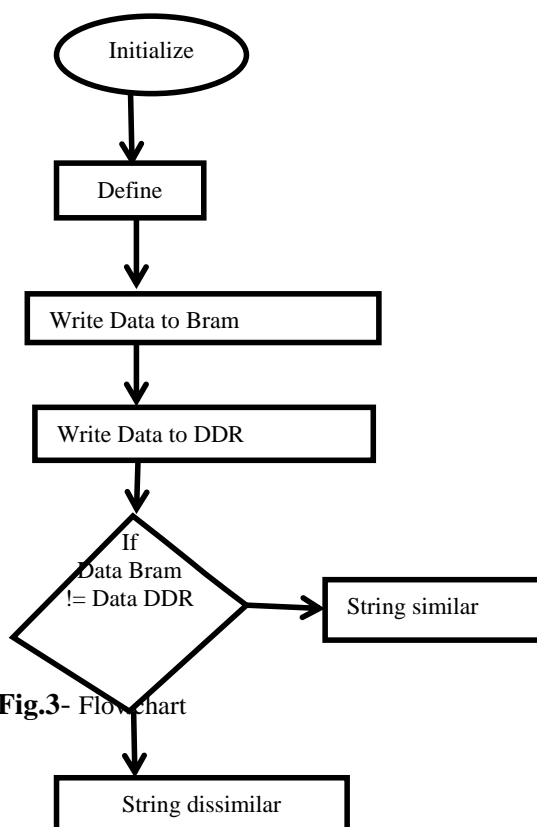 Initialize
Define
Write Data to Bram
Write Data to DDR
If
Data Bram
!= Data DDR
String similar
Fig.3- Flowchart
String dissimilar